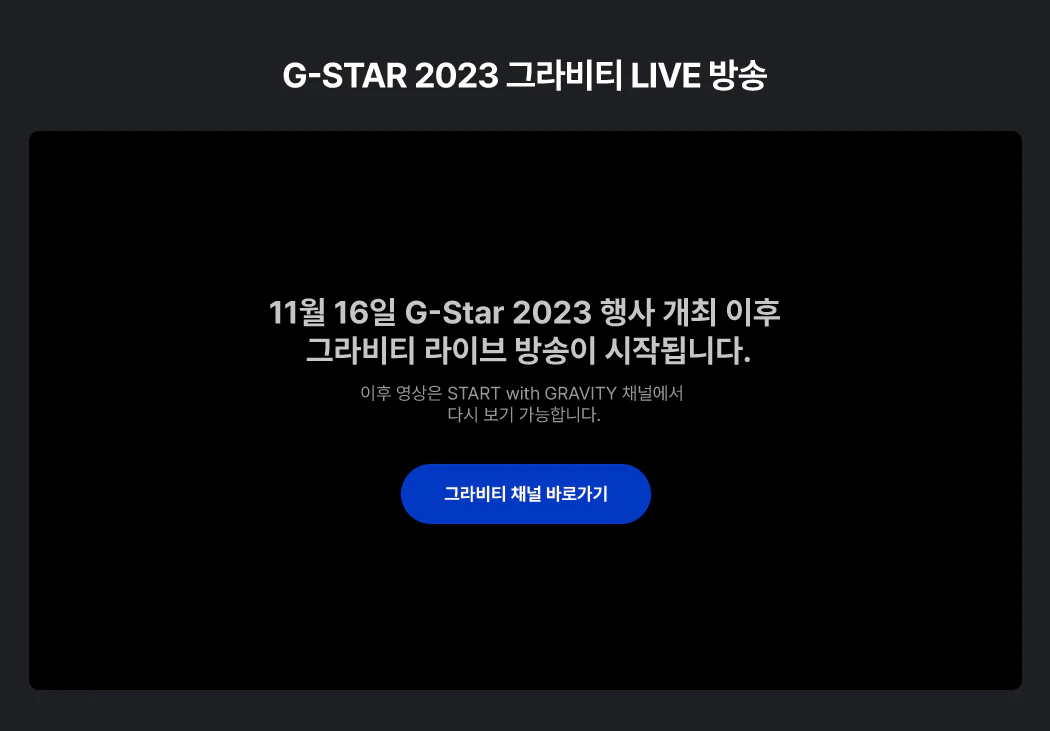 G-STAR 2023 그라비티 LIVE 방송
11월 16일 G-Star 2023 행사 개최 이후
그라비티 라이브 방송이 시작됩니다.
이후 영상은 START with GRAVITY 채널에서
다시 보기 가능합니다.
그라비티 채널 바로가기